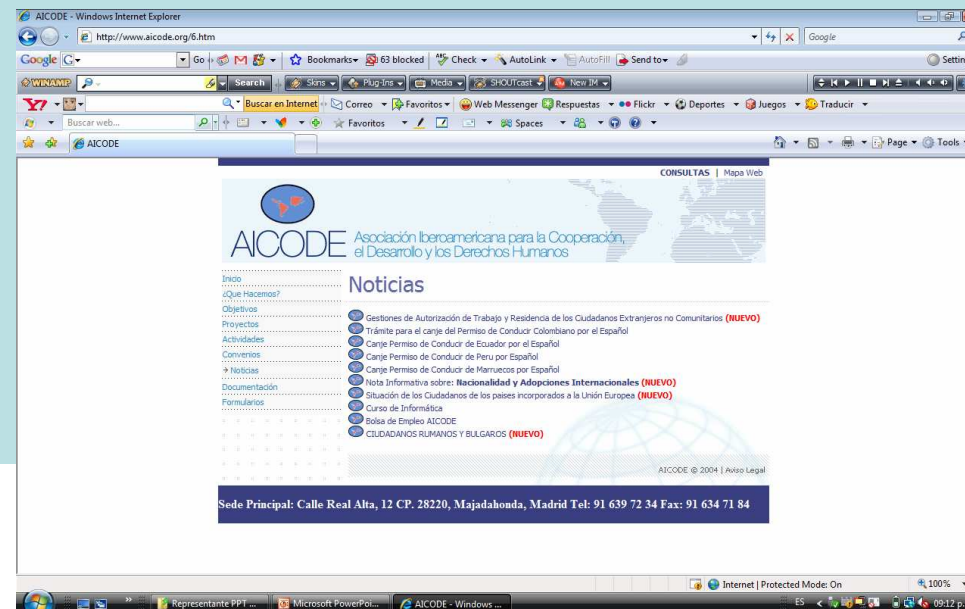 AICODE - Windows Internet Explorer
http://www.aicode.org/6.htm
Google
Google G Go Bookmarks 63 blocked Check AutoLink AutoFill Send to
WINAMP Search Skins Plug-Ins Media SHOUTcast New IM
Y! Buscar en Internet Correo Favoritos Web Messenger Respuestas Flickr Deportes Juegos Traducir
Buscar web... Favoritos Spaces
AICODE Page Tools
CONSULTAS | Mapa Web
AICODE
Asociación Iberoamericana para la Cooperación,
el Desarrollo y los Derechos Humanos
Inicio
¿Que Hacemos?
Objetivos
Proyectos
Actividades
Convenios
Noticias
Documentación
Formularios
Noticias
Gestiones de Autorización de Trabajo y Residencia de los Ciudadanos Extranjeros no Comunitarios (NUEVO)
Trámite para el canje del Permiso de Conducir Colombiano por el Español
Canje Permiso de Conducir de Ecuador por el Español
Canje Permiso de Conducir de Peru por Español
Canje Permiso de Conducir de Marruecos por Español
Nota Informativa sobre: Nacionalidad y Adopciones Internacionales (NUEVO)
Situación de los Ciudadanos de los paises incorporados a la Unión Europea (NUEVO)
Curso de Informática
Bolsa de Empleo AICODE
CIUDADANOS RUMANOS Y BULGAROS (NUEVO)
AICODE @ 2004 | Aviso Legal
Sede Principal: Calle Real Alta, 12 CP. 28220, Majadahonda, Madrid Tel: 91 639 72 34 Fax: 91 634 71 84
Internet | Protected Mode: On 100%
Representante PPT ... Microsoft PowerPoi... AICODE - Windows ... ES 09:12 p.